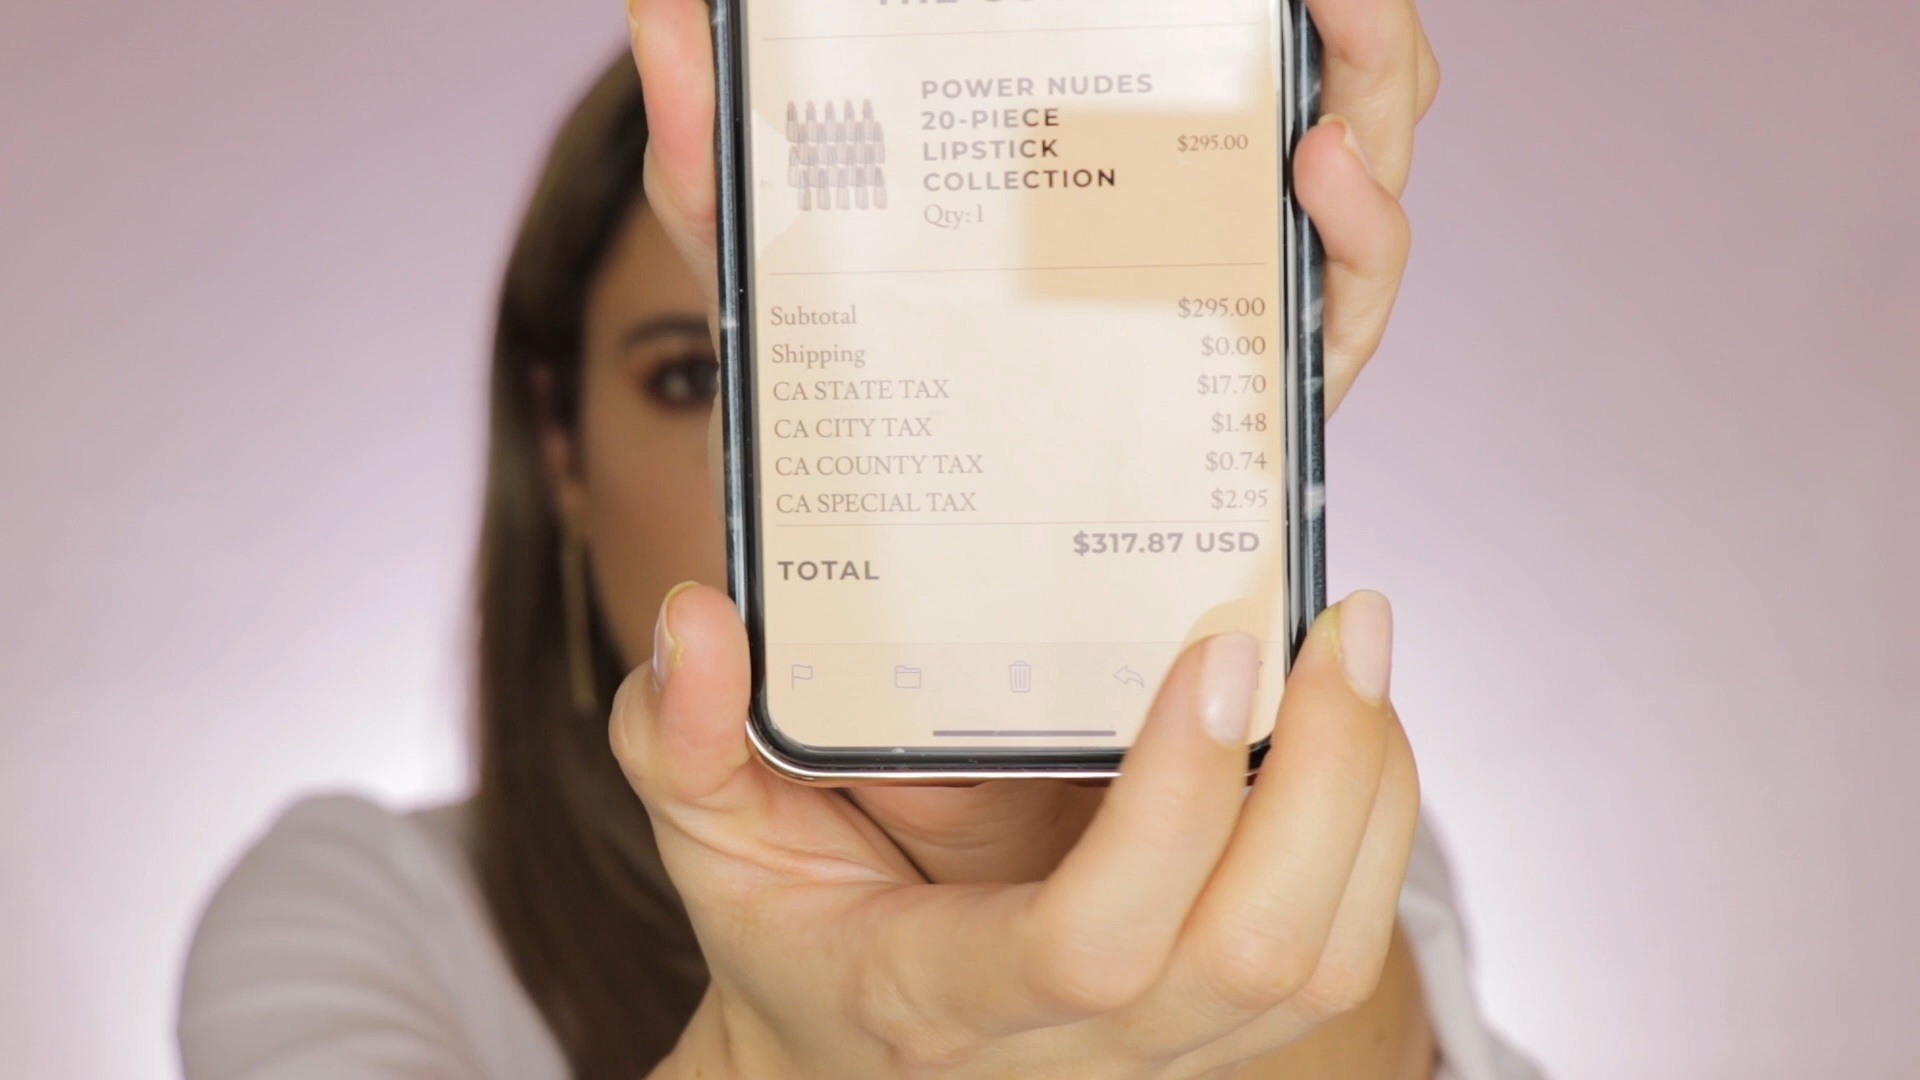 POWER NUDES
20-PIECE
LIPSTICK
COLLECTION
$295.00
Qty: 1
Subtotal $295.00
Shipping $0.00
CA STATE TAX $17.70
CA CITY TAX $1.48
CA COUNTY TAX $0.74
CA SPECIAL TAX $2.95
$317.87 USD
TOTAL